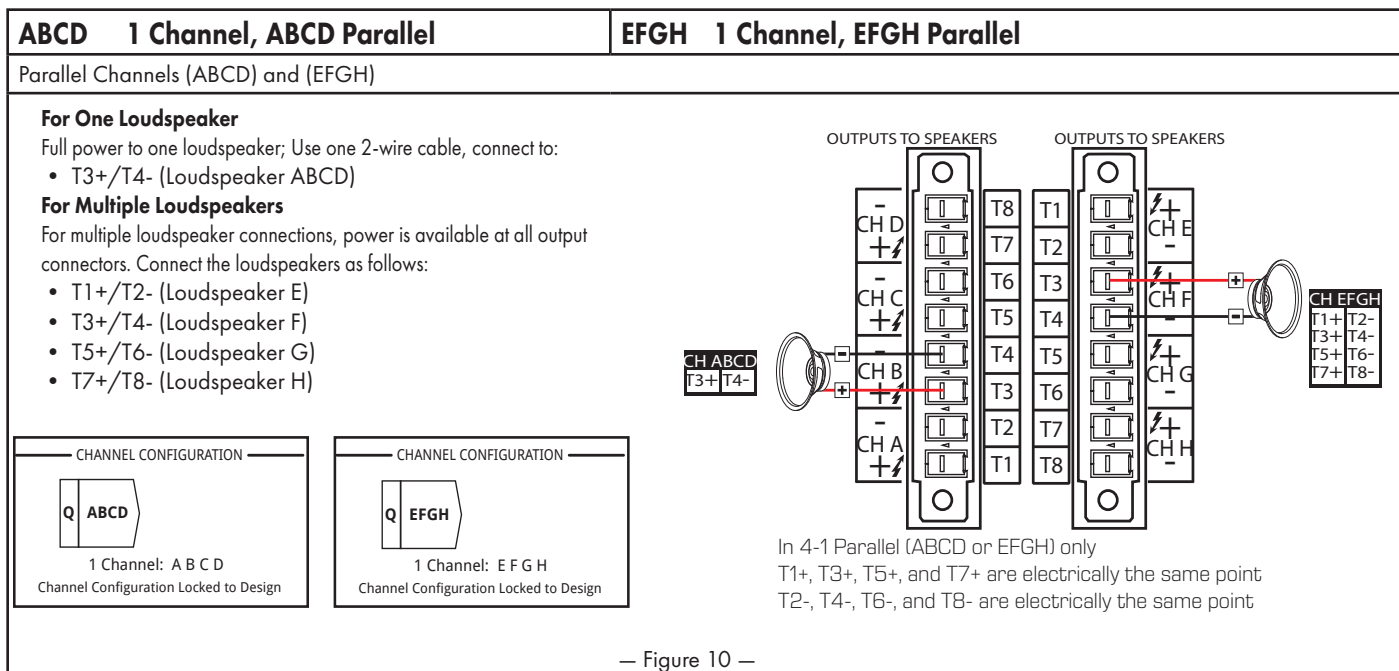 ABCD 1 Channel, ABCD Parallel
EFGH 1 Channel, EFGH Parallel
Parallel Channels (ABCD) and (EFGH)
For One Loudspeaker
Full power to one loudspeaker; Use one 2-wire cable, connect to:
• T3+/T4- (Loudspeaker ABCD)
For Multiple Loudspeakers
For multiple loudspeaker connections, power is available at all output
connectors. Connect the loudspeakers as follows:
• T1+/T2- (Loudspeaker E)
• T3+/T4- (Loudspeaker F)
• T5+/T6- (Loudspeaker G)
• T7+/T8- (Loudspeaker H)
CHANNEL CONFIGURATION
Q ABCD
1 Channel: A B C D
Channel Configuration Locked to Design
CHANNEL CONFIGURATION
Q EFGH
1 Channel: E F G H
Channel Configuration Locked to Design
OUTPUTS TO SPEAKERS
-
CH D
+
-
CH C
+
-
CH B
+
-
CH A
+
T8
T7
T6
T5
T4
T3
T2
T1
CH ABCD
T3+ T4-
-
+
OUTPUTS TO SPEAKERS
T1
T2
T3
T4
T5
T6
T7
T8
+
CH E
-
+
CH F
-
+
CH G
-
+
CH H
-
+
-
CH EFGH
T1+ T2-
T3+ T4-
T5+ T6-
T7+ T8-
In 4-1 Parallel (ABCD or EFGH) only
T1+, T3+, T5+, and T7+ are electrically the same point
T2-, T4-, T6-, and T8- are electrically the same point
— Figure 10 —